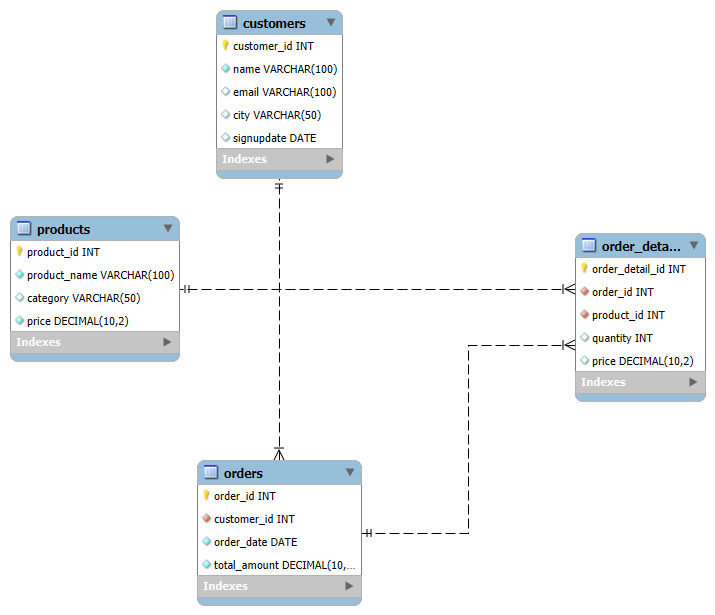 customers
customer_id INT
name VARCHAR(100)
email VARCHAR(100)
city VARCHAR(50)
signupdate DATE
Indexes
products
product_id INT
product_name VARCHAR(100)
category VARCHAR(50)
price DECIMAL(10,2)
Indexes
order_deta...
order_detail_id INT
order_id INT
product_id INT
quantity INT
price DECIMAL(10,2)
Indexes
orders
order_id INT
customer_id INT
order_date DATE
total_amount DECIMAL(10,...
Indexes